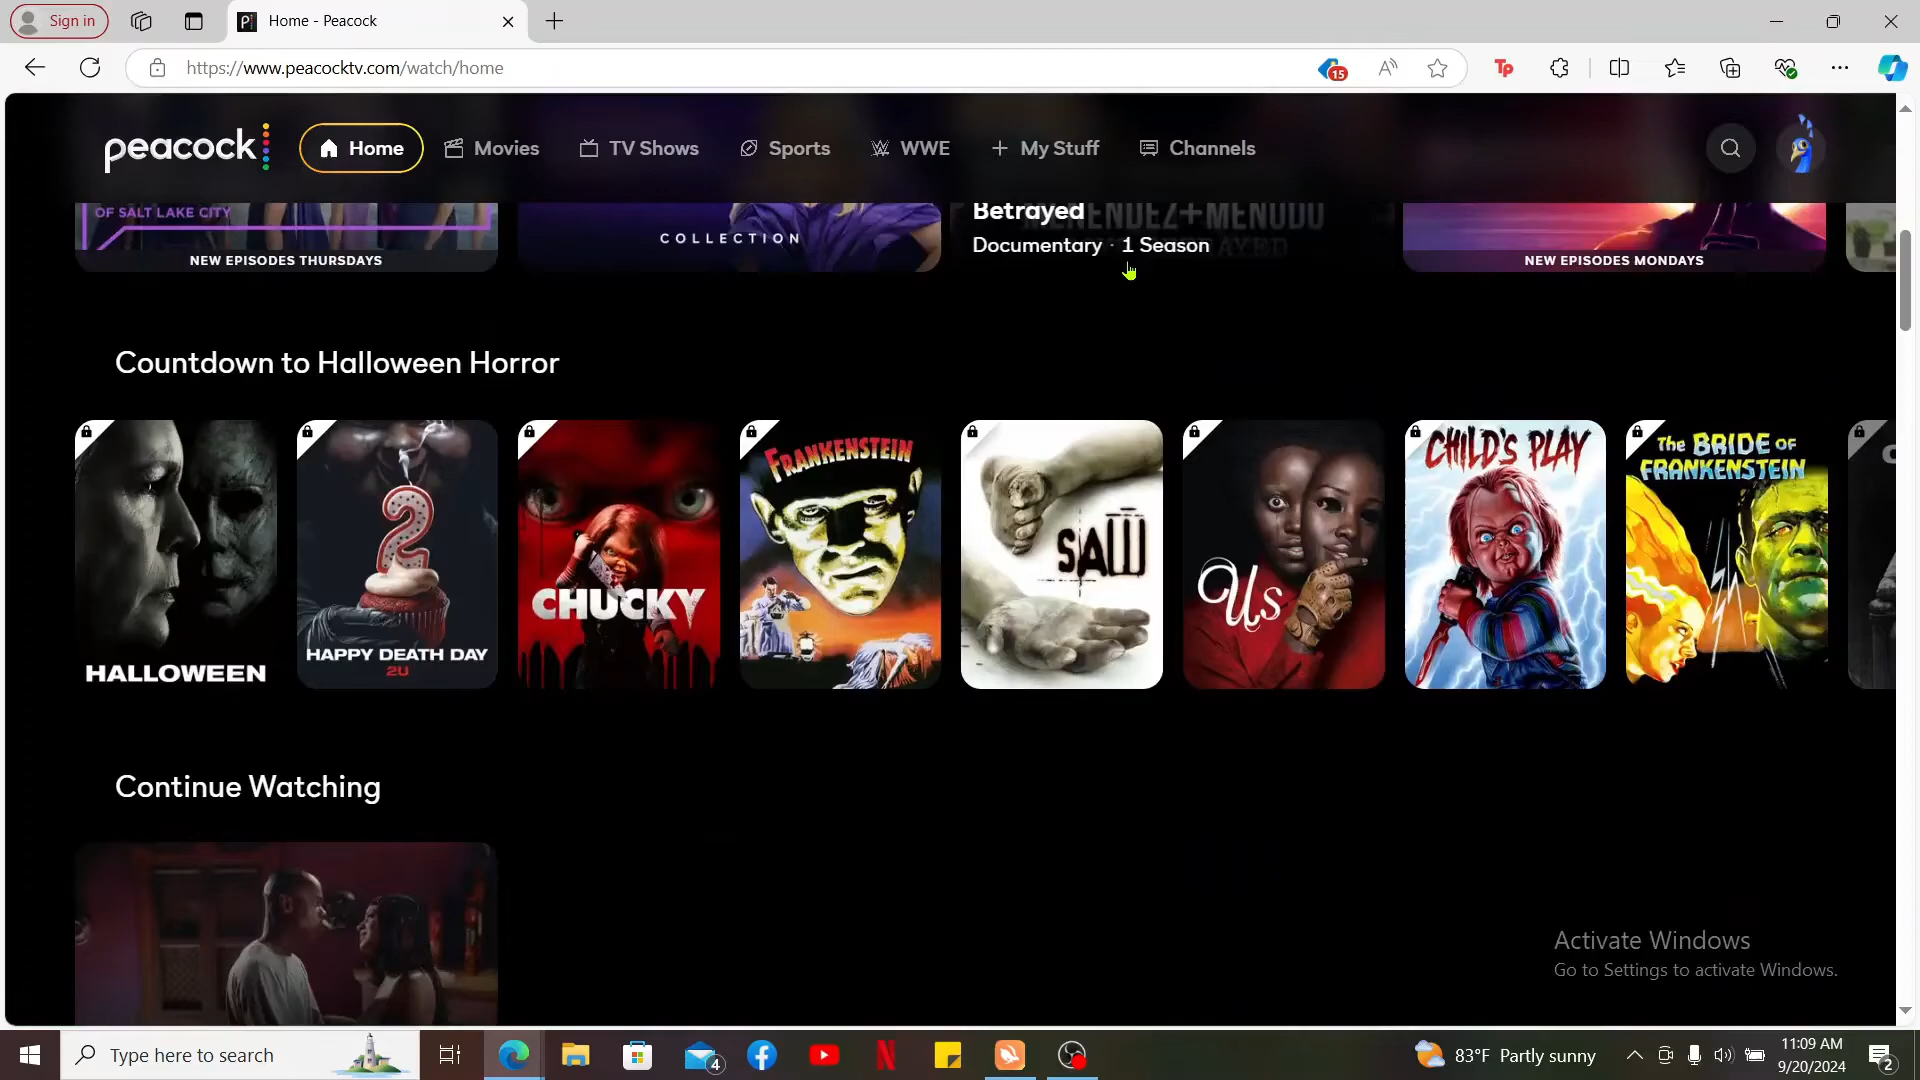 Sign in
Home - Peacock
https://www.peacocktv.com/watch/home
15
peacock
Home
Movies
TV Shows
Sports
WWE
My Stuff
Channels
OF SALT LAKE CITY
NEW EPISODES THURSDAYS
COLLECTION
Betrayed
MENENDEZ+MENUDO
Documentary · 1 Season
NEW EPISODES MONDAYS
Countdown to Halloween Horror
HALLOWEEN
2
HAPPY DEATH DAY
2U
CHUCKY
FRANKENSTEIN
SAW
Us
CHILD'S PLAY
The BRIDE OF
FRANKENSTEIN
Continue Watching
Activate Windows
Go to Settings to activate Windows.
Type here to search
4
83°F Partly sunny
11:09 AM
9/20/2024
2